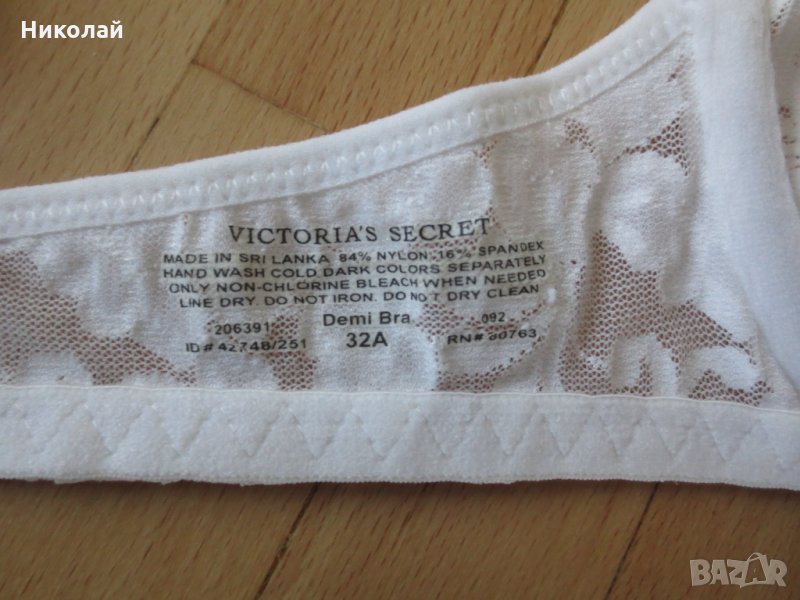 Николай
VICTORIA'S SECRET
MADE IN SRI LANKA 84% NYLON 16% SPANDEX
HAND WASH COLD DARK COLORS SEPARATELY
ONLY NON-CHLORINE BLEACH WHEN NEEDED
LINE DRY. DO NOT IRON. DO NOT DRY CLEAN
206391 Demi Bra 092
ID# 42748/251 32A RN# 90763
BAZAR